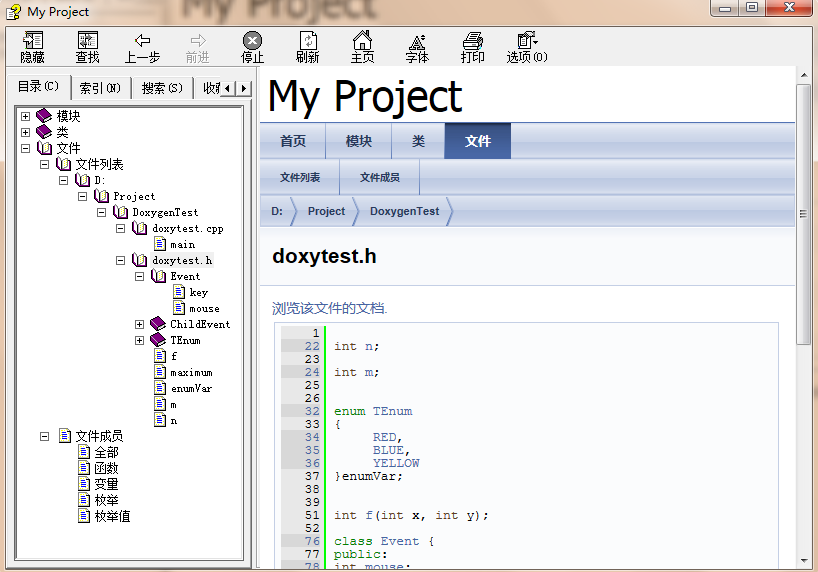 My Project
My Project
隐藏 查找 上一步 前进 停止 刷新 主页 字体 打印 选项(O)
目录(C) 索引(N) 搜索(S)
模块
类
文件
文件列表
D:
Project
DoxygenTest
doxytest.cpp
main
doxytest.h
Event
key
mouse
ChildEvent
TEnum
f
maximum
enumVar
m
n
文件成员
全部
函数
变量
枚举
枚举值
My Project
首页 模块 类 文件
文件列表 文件成员
D: Project DoxygenTest
doxytest.h
浏览该文件的文档.
1
22 int n;
23
24 int m;
25
26
32 enum TEnum
33 {
34 RED,
35 BLUE,
36 YELLOW
37 }enumVar;
38
39
51 int f(int x, int y);
52
76 class Event {
77 public:
78 int mouse;